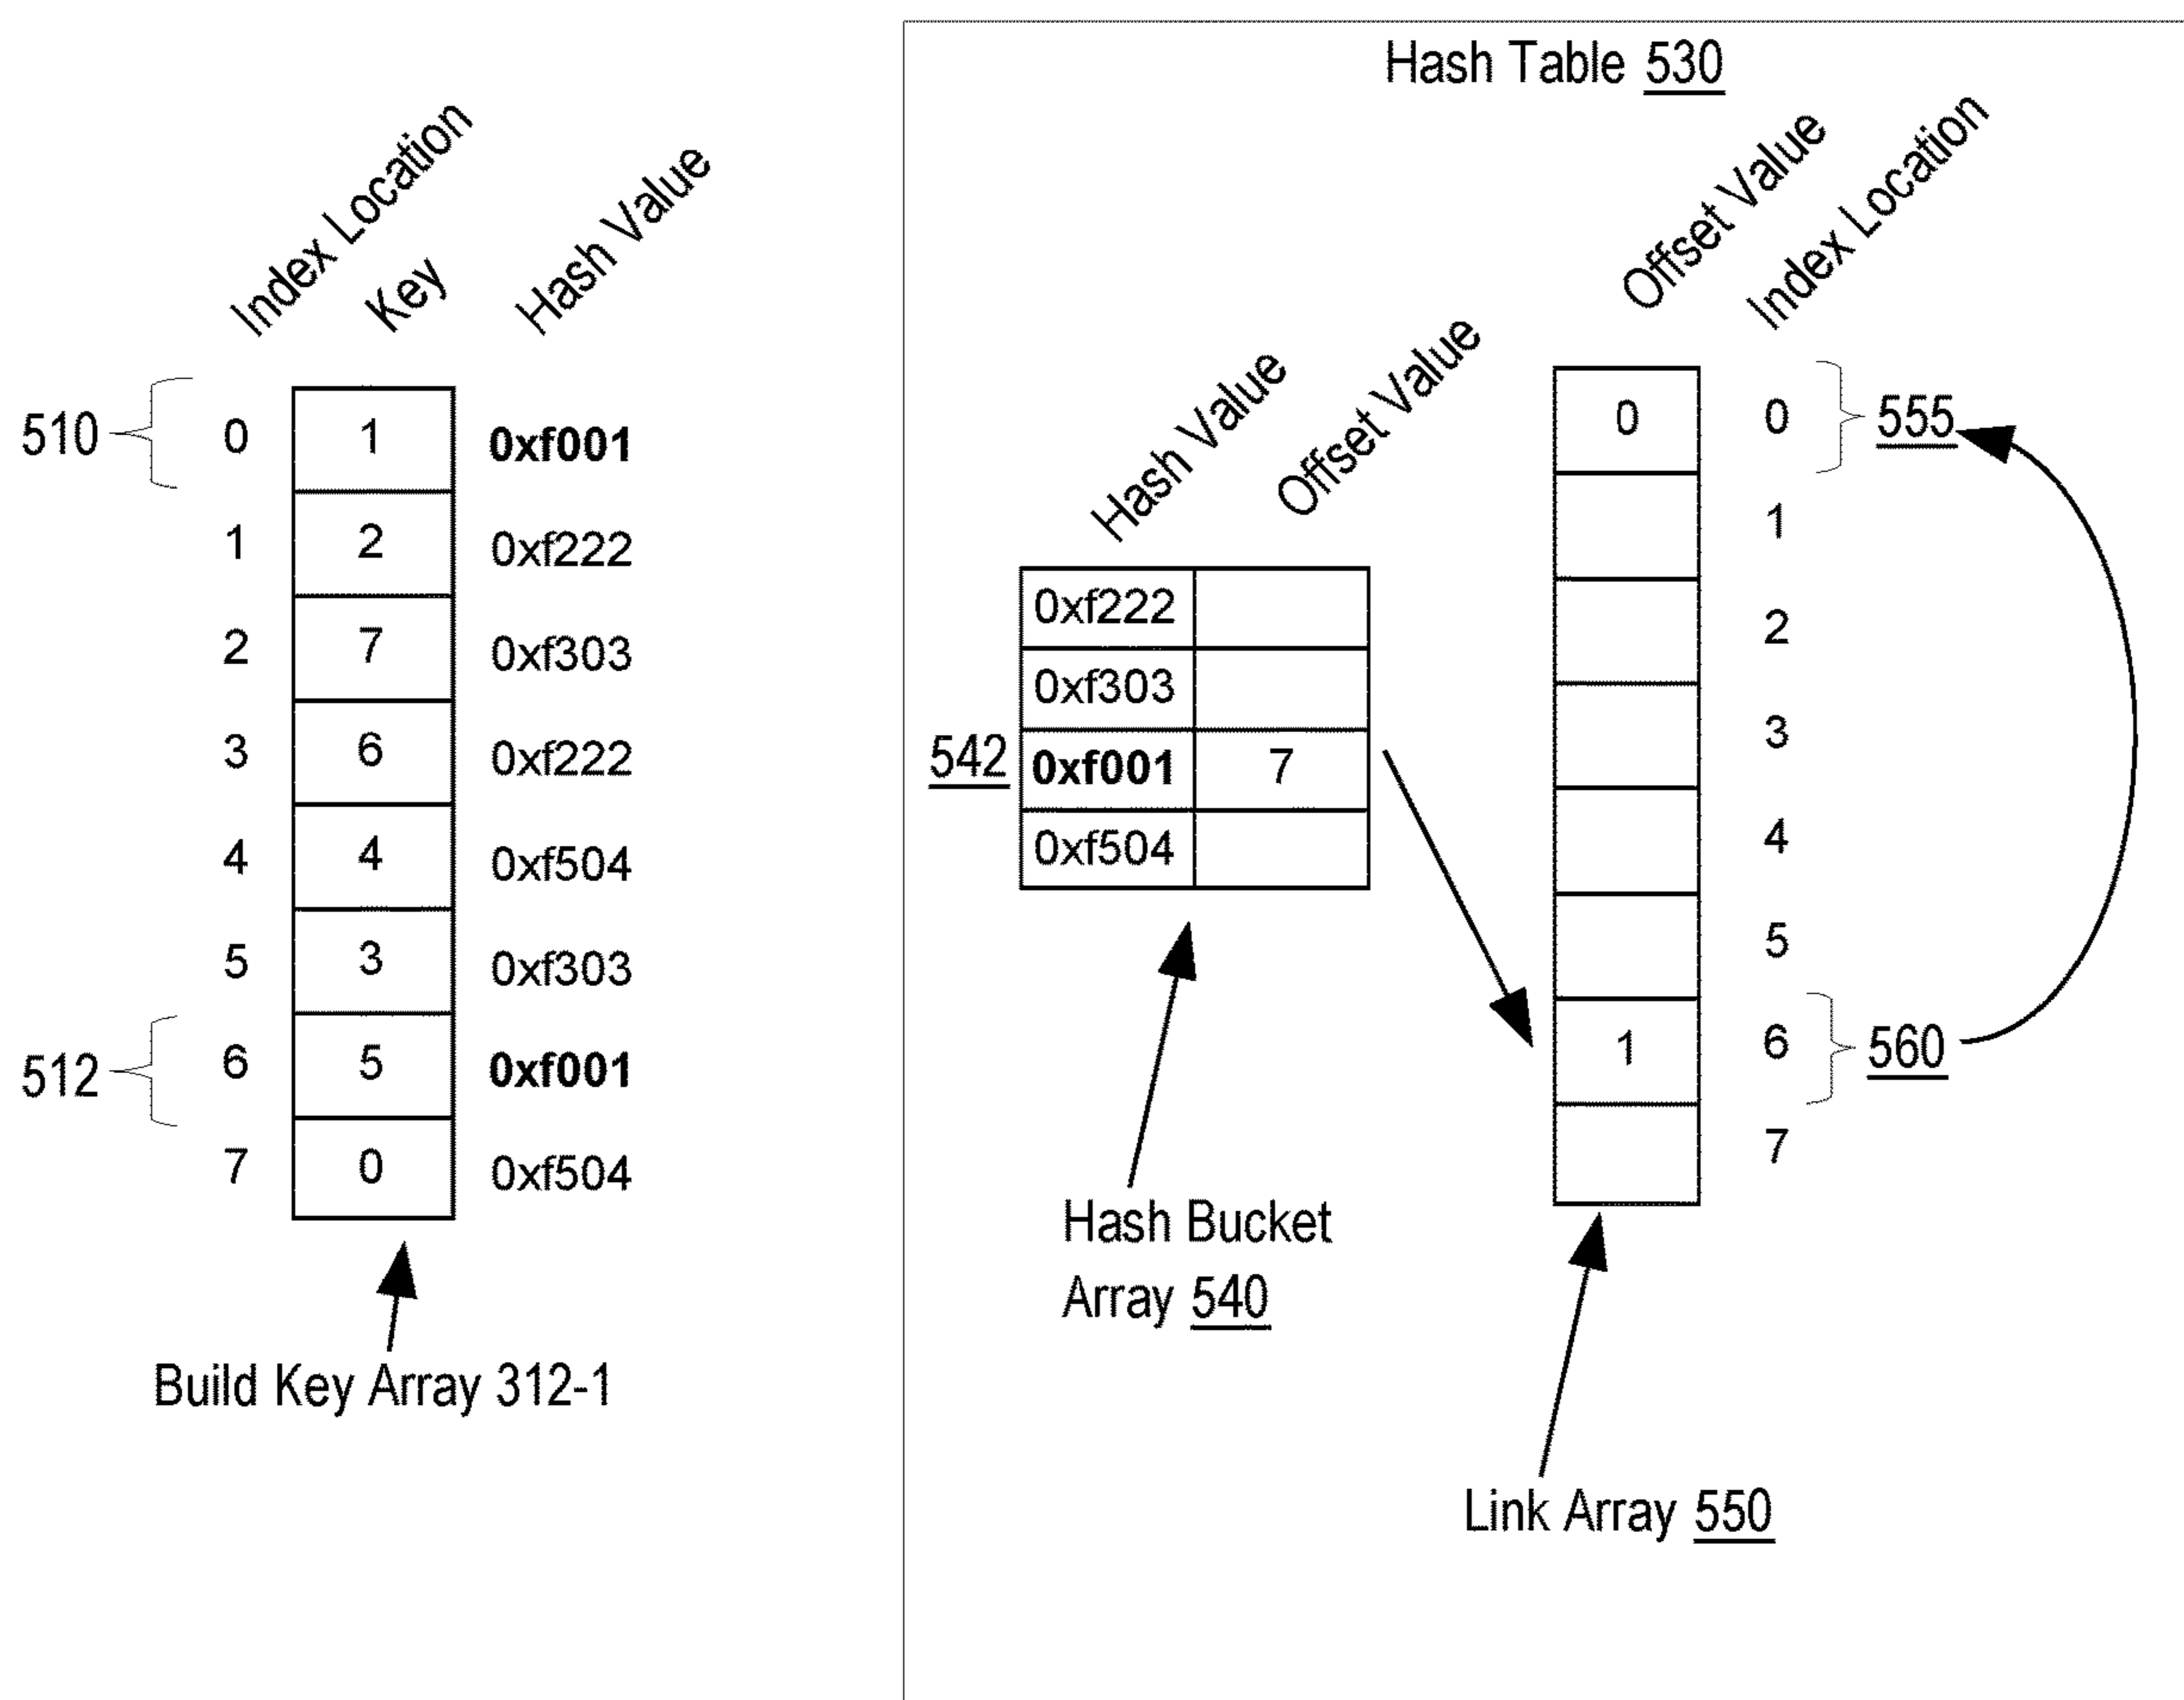 Hash Table 530
Index Location
Key
Hash Value
510
0 1 0xf001
1 2 0xf222
2 7 0xf303
3 6 0xf222
4 4 0xf504
5 3 0xf303
512
6 5 0xf001
7 0 0xf504
Build Key Array 312-1
Hash Value
Offset Value
0xf222
0xf303
542 0xf001 7
0xf504
Hash Bucket
Array 540
Offset Value
Index Location
0 0 555
1
2
3
4
5
1 6 560
7
Link Array 550